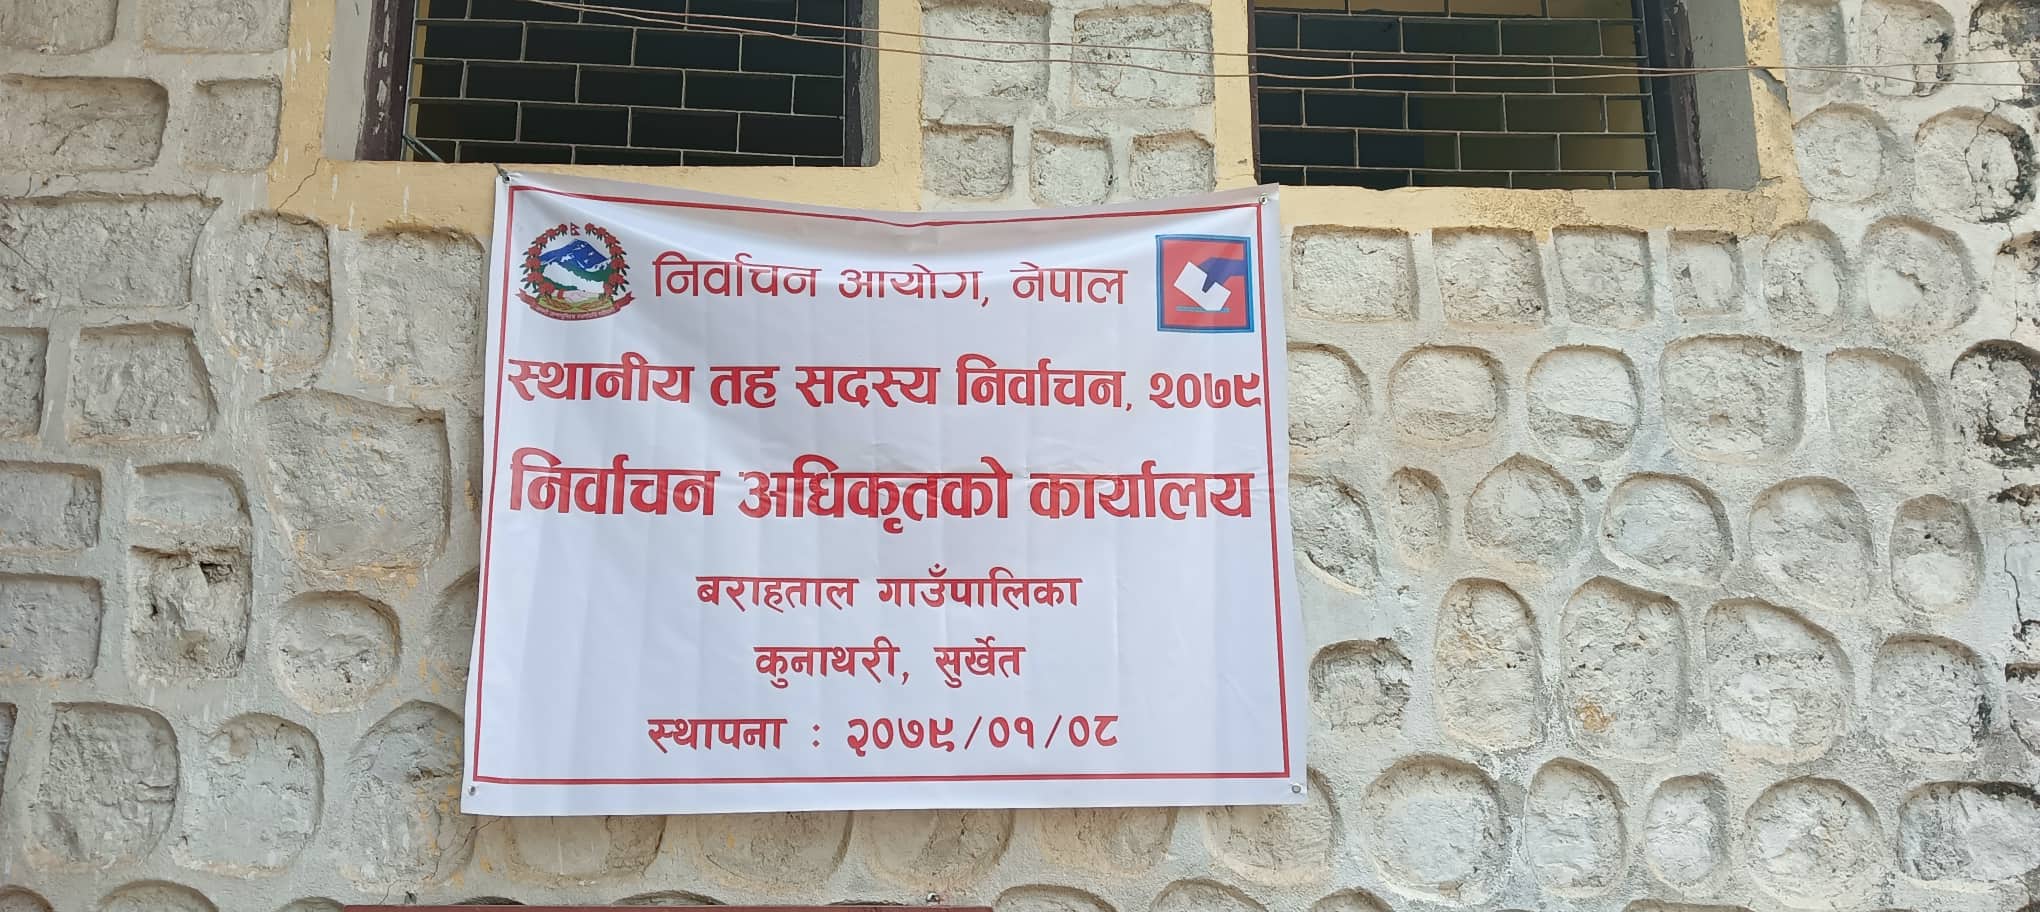 निर्वाचन आयोग, नेपाल
स्थानीय तह सदस्य निर्वाचन, २०७९
निर्वाचन अधिकृतको कार्यालय
बराहताल गाउँपालिका
कुनाथरी, सुर्खेत
स्थापना : २०७९/०१/०८